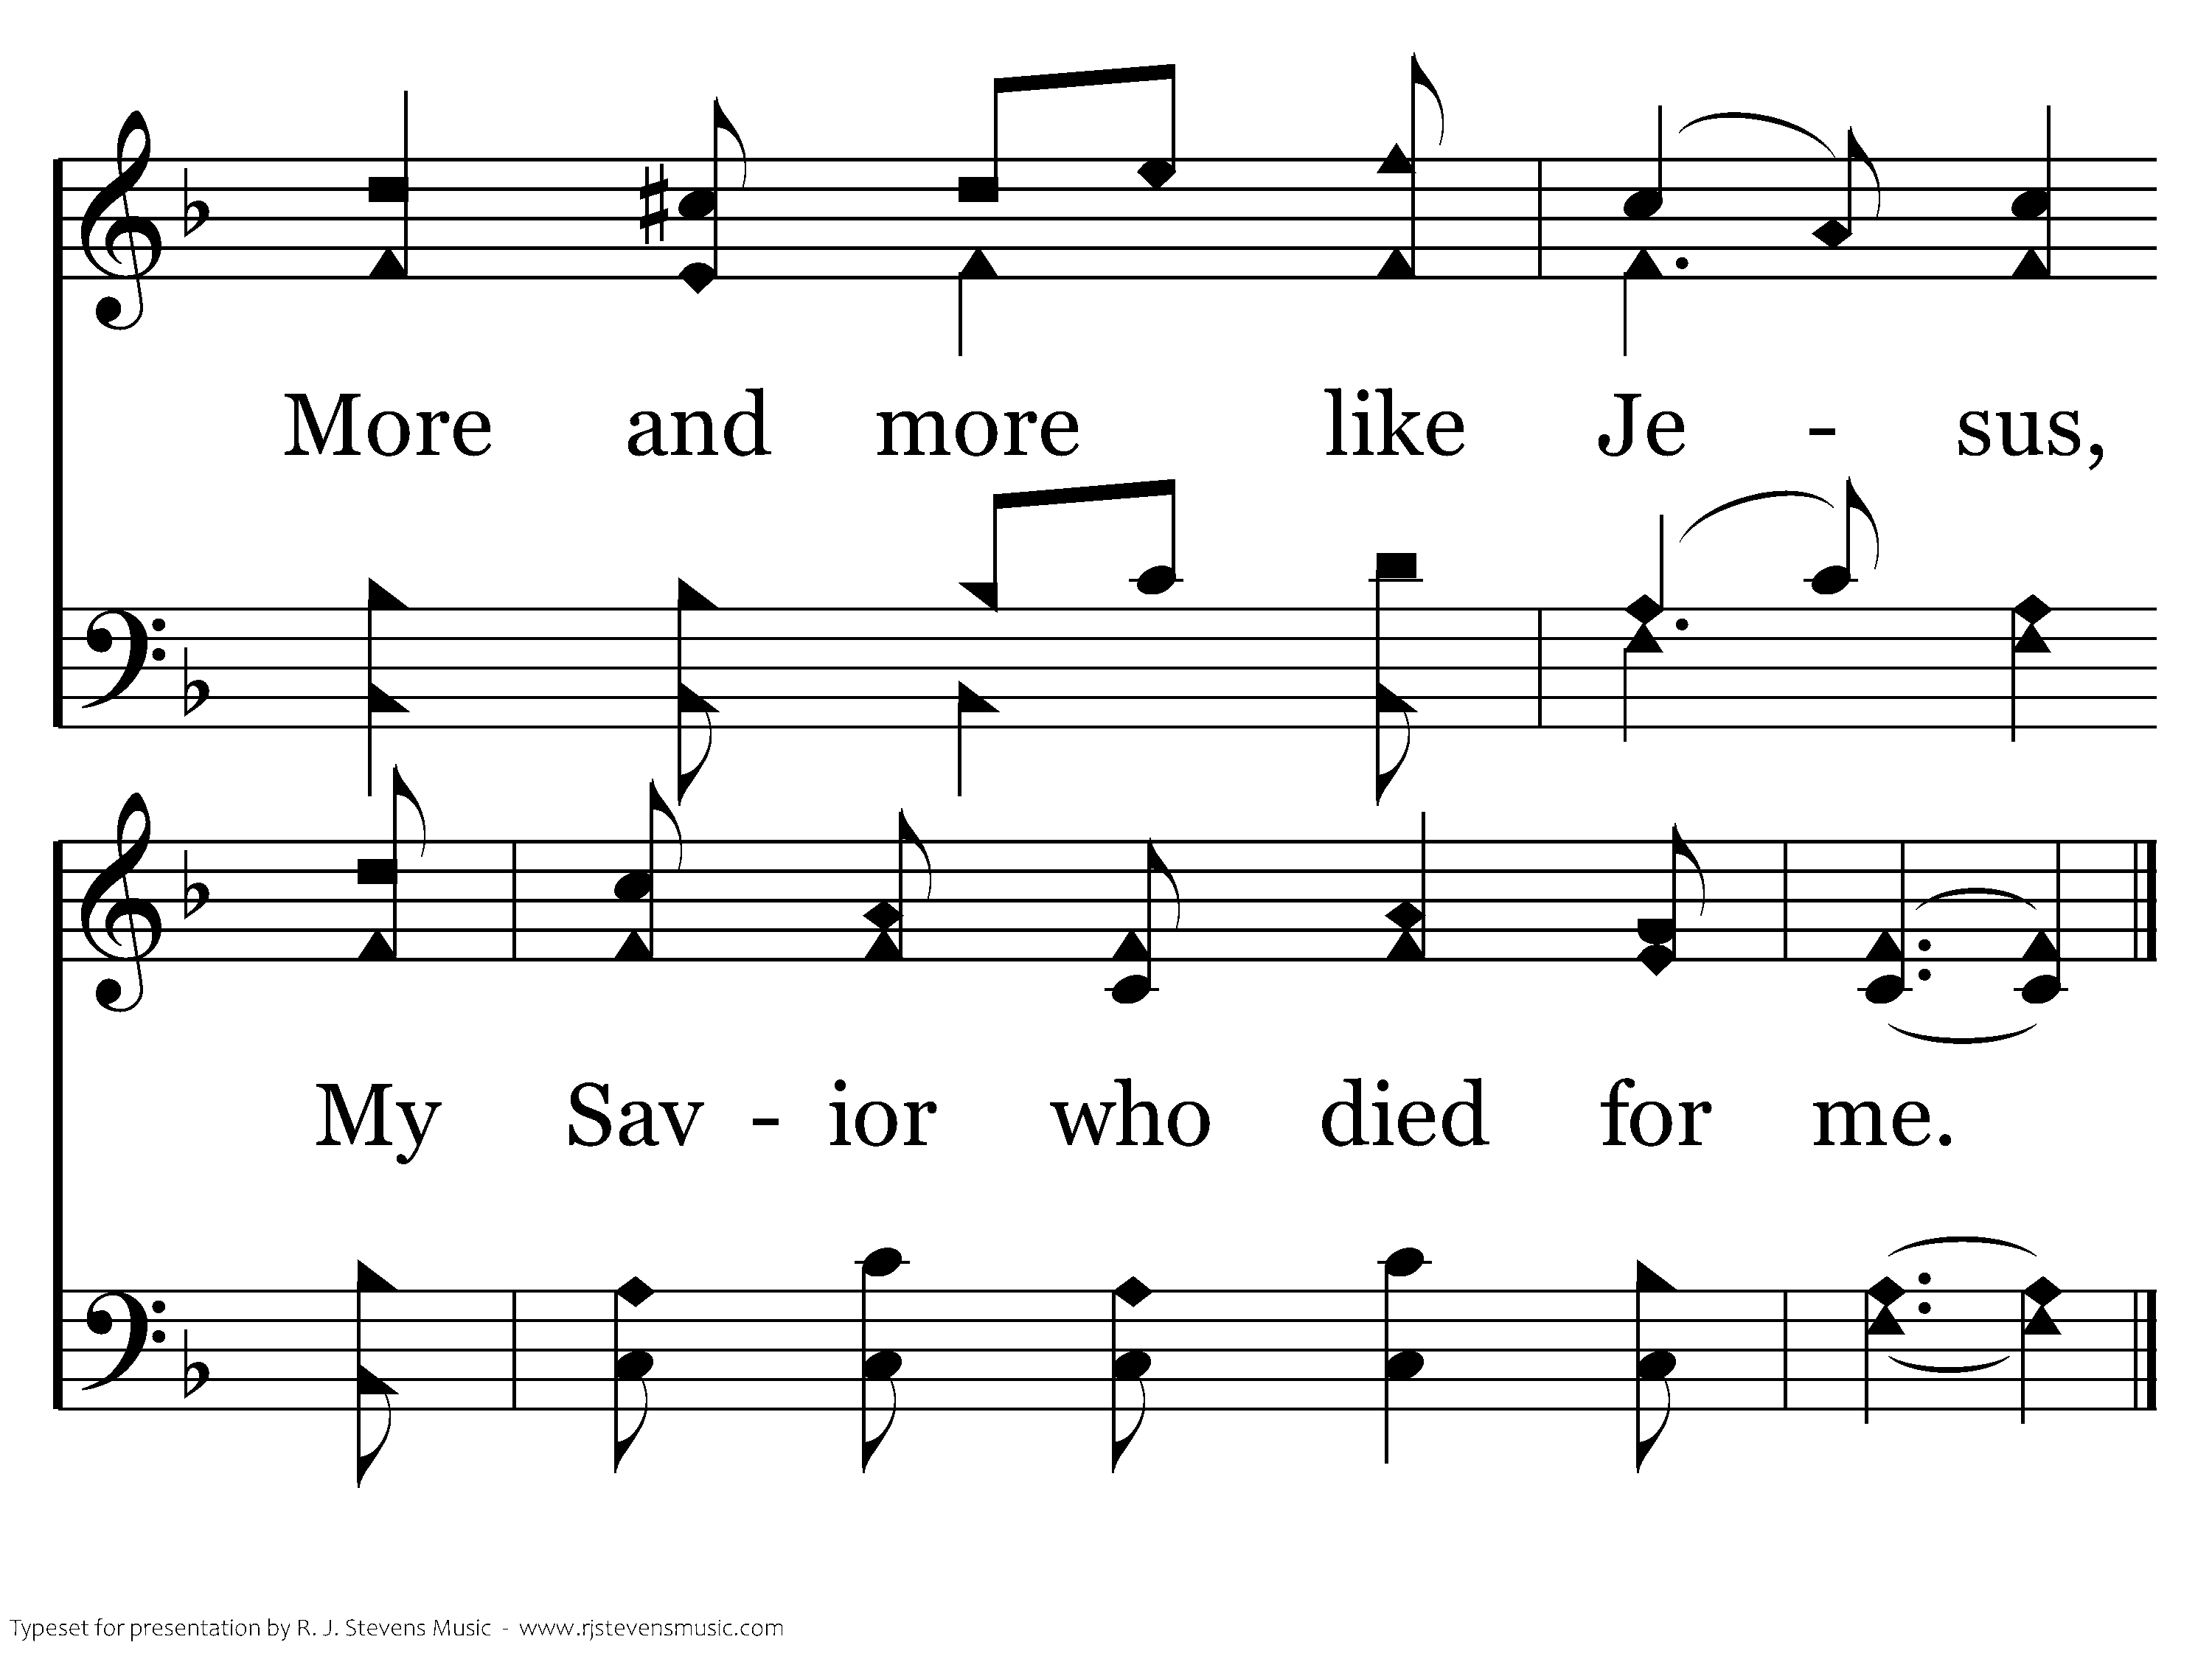 More and more like Je - sus,
My Sav - ior who died for me.
Typeset for presentation by R. J. Stevens Music - www.rjstevensmusic.com